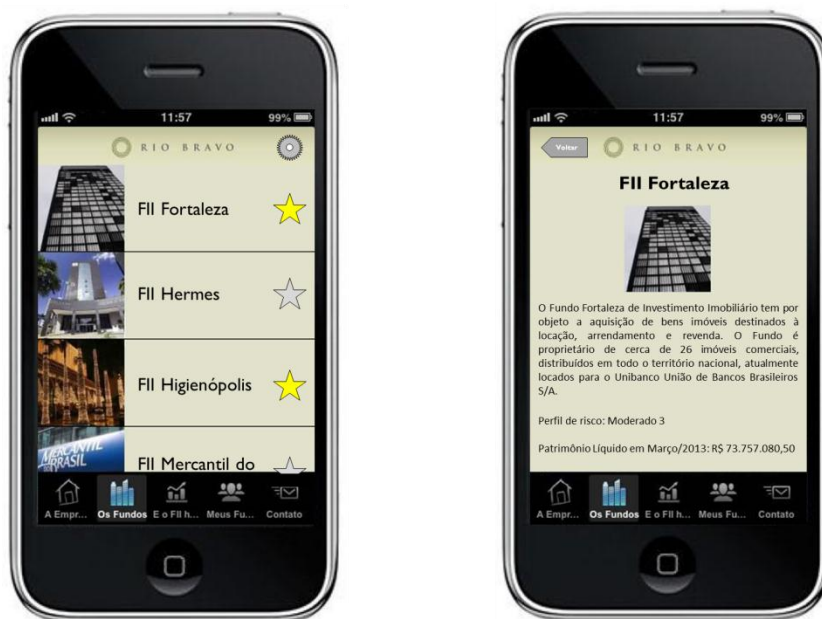 11:57
99%
RIO BRAVO
FII Fortaleza
FII Hermes
FII Higienópolis
MERCANTIL
BRASIL
FII Mercantil do
A Empr...
Os Fundos
E o FII h...
Meus Fu...
Contato
11:57
99%
Voltar
RIO BRAVO
FII Fortaleza
O Fundo Fortaleza de Investimento Imobiliário tem por
objeto a aquisição de bens imóveis destinados à
locação, arrendamento e revenda. O Fundo é
proprietário de cerca de 26 imóveis comerciais,
distribuídos em todo o território nacional, atualmente
locados para o Unibanco União de Bancos Brasileiros
S/A.
Perfil de risco: Moderado 3
Patrimônio Líquido em Março/2013: R$ 73.757.080,50
A Empr...
Os Fundos
E o FII h...
Meus Fu...
Contato